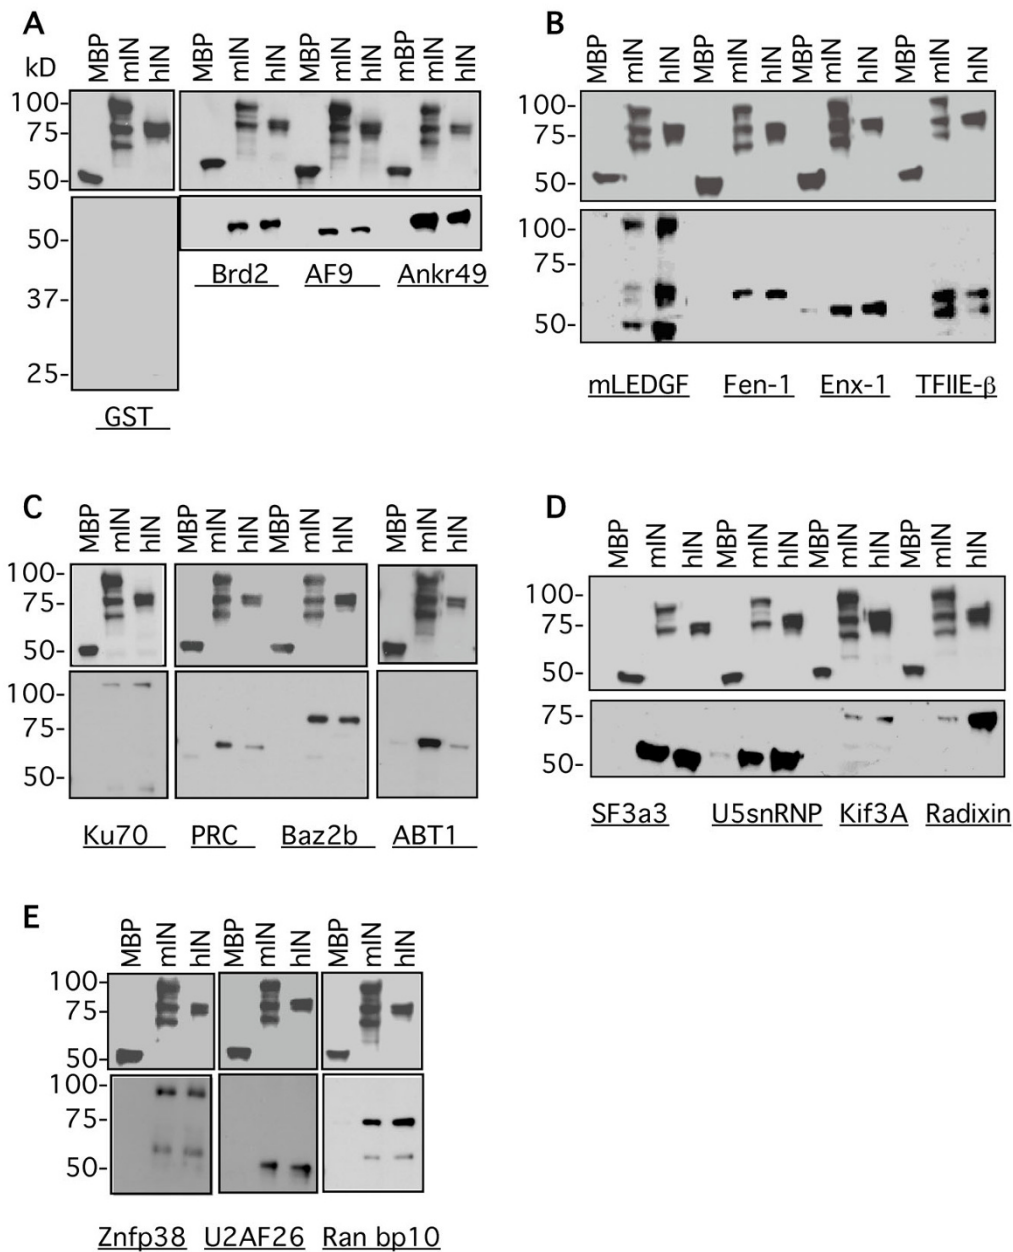 A
kD
MBP mIN hIN MBP mIN hIN MBP mIN hIN mBP mIN hIN
100-
75-
50-
50-
37-
25-
Brd2 AF9 Ankr49
GST
B
MBP mIN hIN MBP mIN hIN MBP mIN hIN MBP mIN hIN
100-
75-
50-
100-
75-
50-
mLEDGF Fen-1 Enx-1 TFIIE-β
C
MBP mIN hIN MBP mIN hIN MBP mIN hIN MBP mIN hIN
100-
75-
50-
100-
75-
50-
Ku70 PRC Baz2b ABT1
D
MBP mIN hIN MBP mIN hIN MBP mIN hIN MBP mIN hIN
100-
75-
50-
75-
50-
SF3a3 U5snRNP Kif3A Radixin
E
MBP mIN hIN MBP mIN hIN MBP mIN hIN
100-
75-
50-
100-
75-
50-
Znfp38 U2AF26 Ran bp10